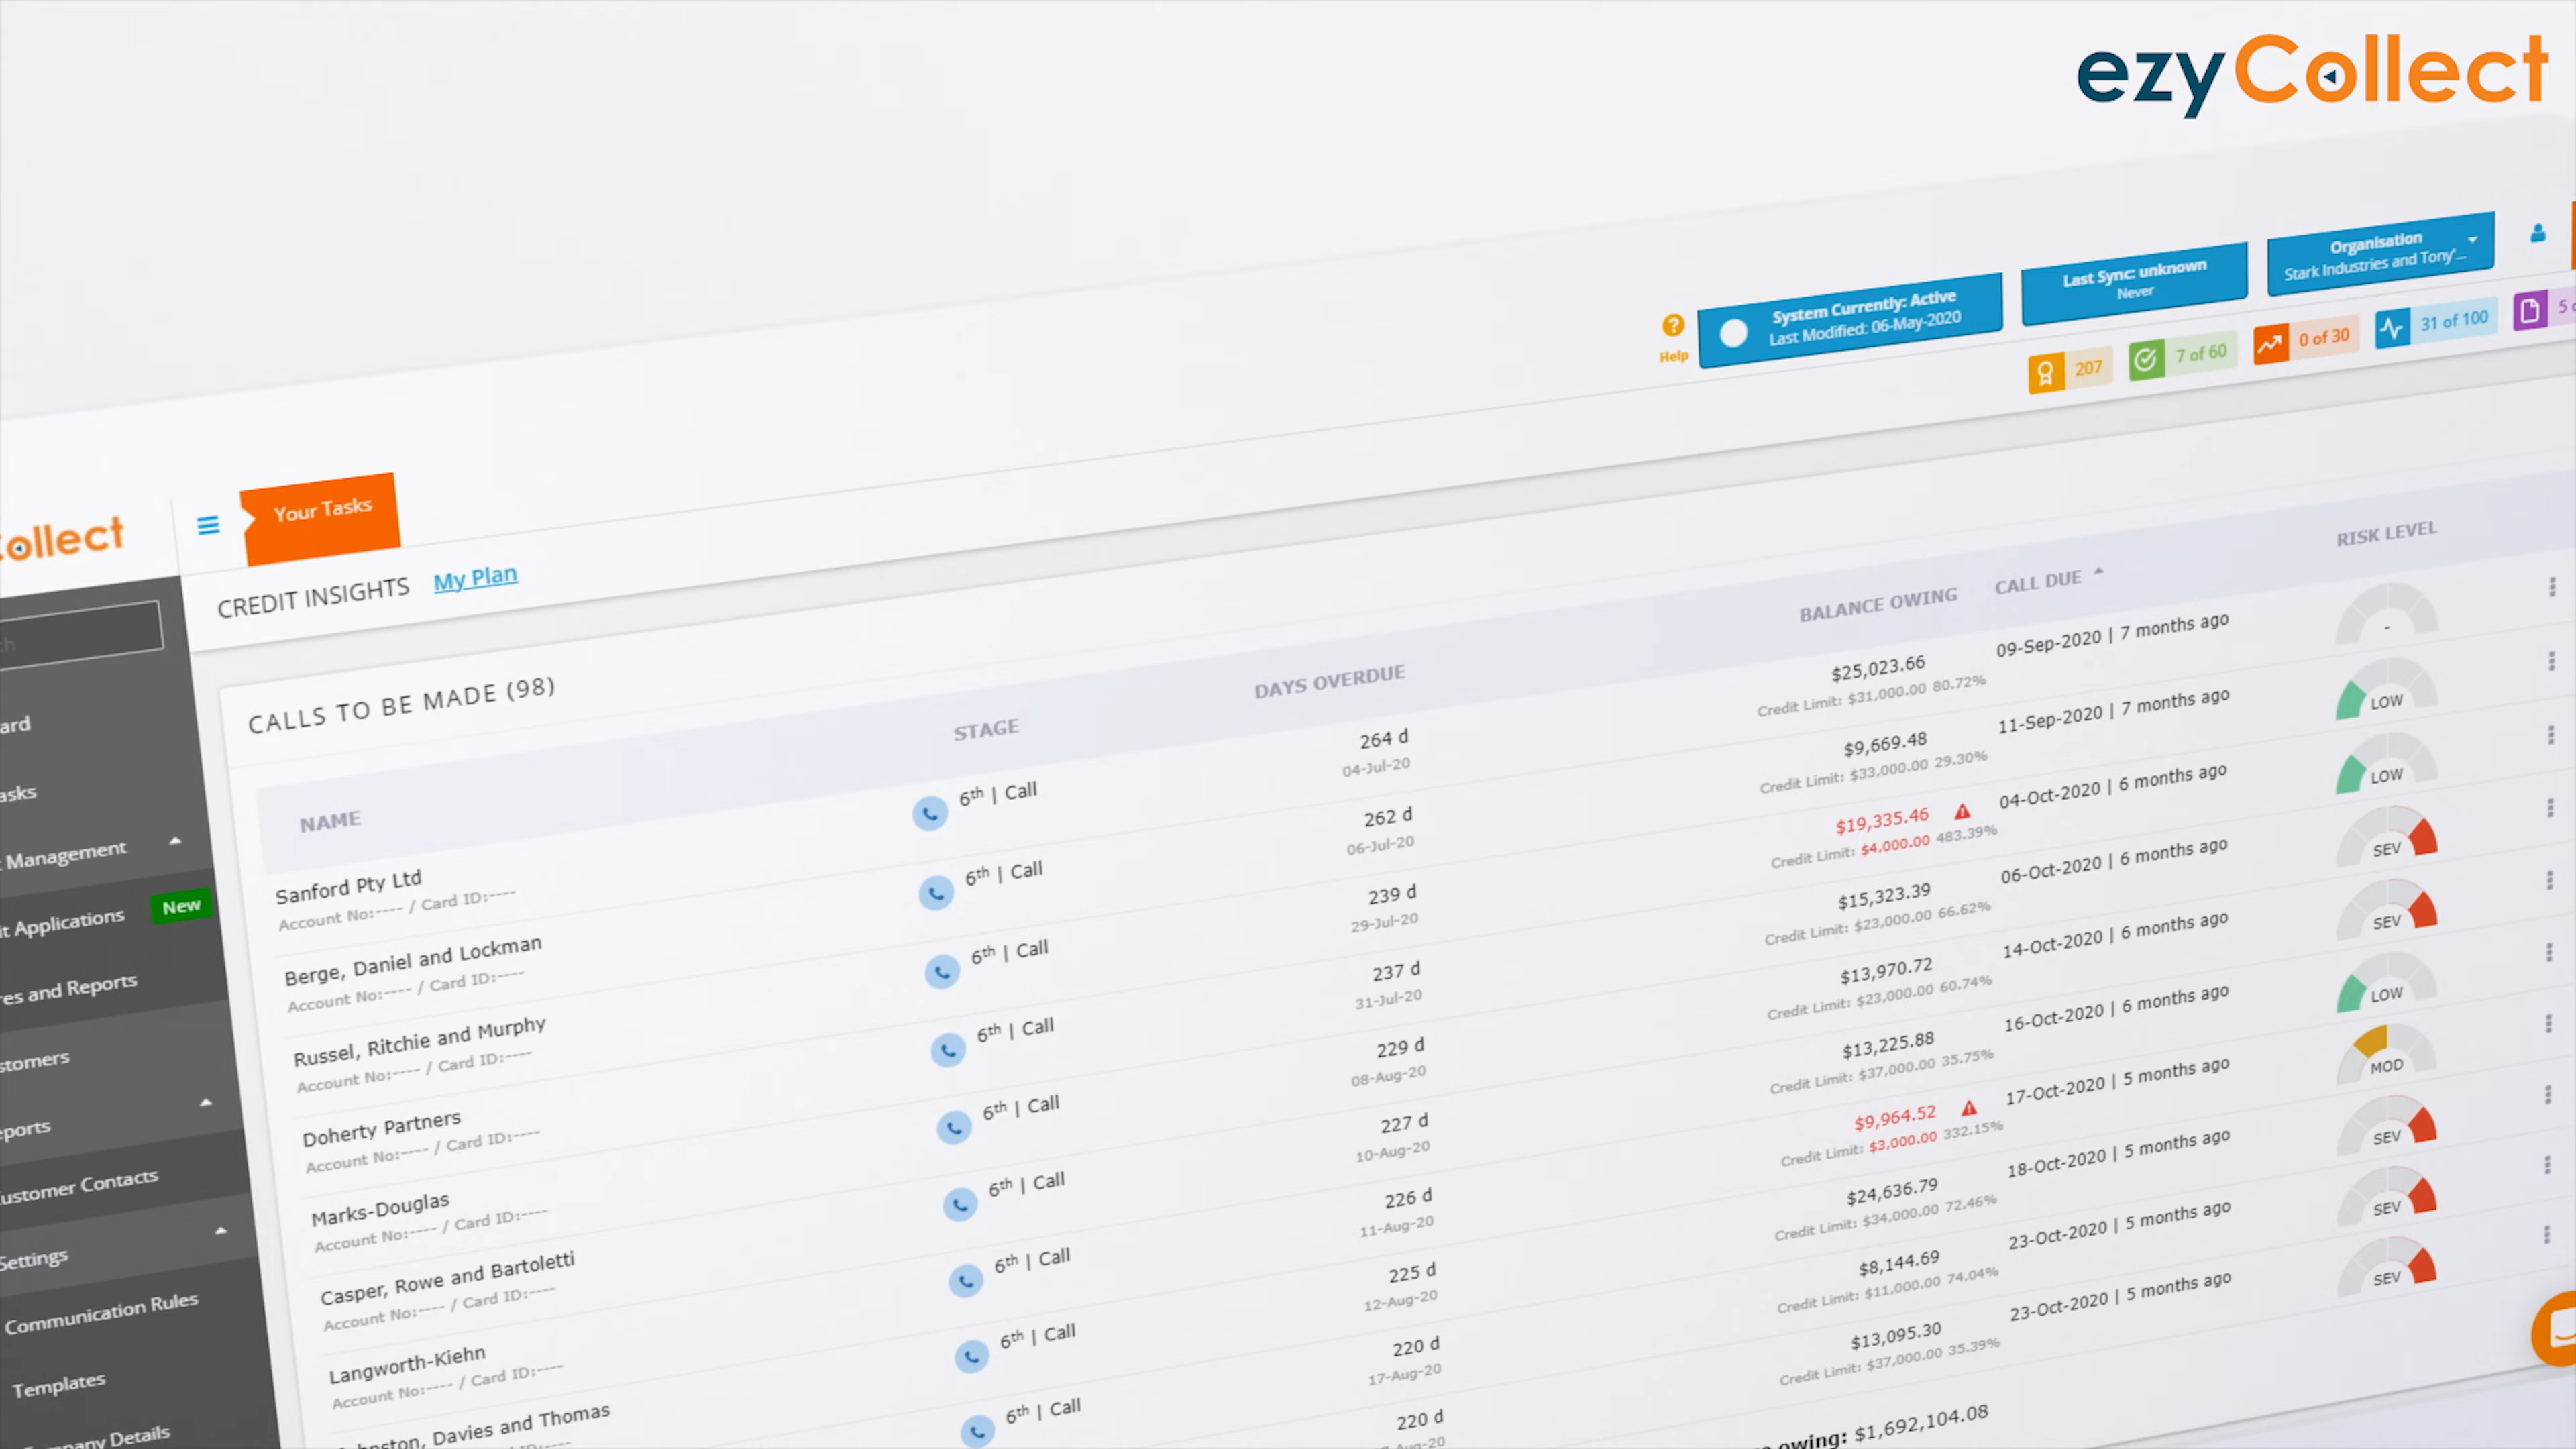 ezyCollect
Help
System Currently: Active
Last Modified: 06-May-2020
Last Sync: unknown
Never
Organisation
Stark Industries and Tony'...
207
7 of 60
0 of 30
31 of 100
5
ollect
Your Tasks
CREDIT INSIGHTS My Plan
CALLS TO BE MADE (98)
NAME STAGE DAYS OVERDUE BALANCE OWING CALL DUE RISK LEVEL
Sanford Pty Ltd 6th | Call 264 d $25,023.66 09-Sep-2020 | 7 months ago -
Account No:---- / Card ID:---- 04-Jul-20 Credit Limit: $31,000.00 80.72%
Berge, Daniel and Lockman 6th | Call 262 d $9,669.48 11-Sep-2020 | 7 months ago LOW
Account No:---- / Card ID:---- 06-Jul-20 Credit Limit: $33,000.00 29.30%
Russel, Ritchie and Murphy 6th | Call 239 d $19,335.46 04-Oct-2020 | 6 months ago LOW
Account No:---- / Card ID:---- 29-Jul-20 Credit Limit: $4,000.00 483.39%
Doherty Partners 6th | Call 237 d $15,323.39 06-Oct-2020 | 6 months ago SEV
Account No:---- / Card ID:---- 31-Jul-20 Credit Limit: $23,000.00 66.62%
Marks-Douglas 6th | Call 229 d $13,970.72 14-Oct-2020 | 6 months ago SEV
Account No:---- / Card ID:---- 08-Aug-20 Credit Limit: $23,000.00 60.74%
Casper, Rowe and Bartoletti 6th | Call 227 d $13,225.88 16-Oct-2020 | 6 months ago LOW
Account No:---- / Card ID:---- 10-Aug-20 Credit Limit: $37,000.00 35.75%
Langworth-Kiehn 6th | Call 226 d $9,964.52 17-Oct-2020 | 5 months ago MOD
Account No:---- / Card ID:---- 11-Aug-20 Credit Limit: $3,000.00 332.15%
Davies and Thomas 6th | Call 225 d $24,636.79 18-Oct-2020 | 5 months ago SEV
12-Aug-20 Credit Limit: $34,000.00 72.46%
6th | Call 220 d $8,144.69 23-Oct-2020 | 5 months ago SEV
17-Aug-20 Credit Limit: $11,000.00 74.04%
220 d $13,095.30 23-Oct-2020 | 5 months ago SEV
Aug-20 Credit Limit: $37,000.00 35.39%
owing: $1,692,104.08
ard
asks
Management
Applications New
res and Reports
stomers
eports
ustomer Contacts
Settings
Communication Rules
Templates
Details